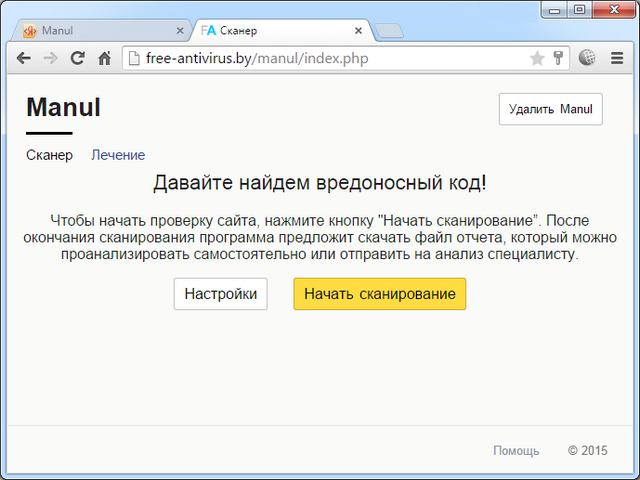 Manul
Сканер
free-antivirus.by/manul/index.php
Manul
Удалить Manul
Сканер Лечение
Давайте найдем вредоносный код!
Чтобы начать проверку сайта, нажмите кнопку "Начать сканирование". После
окончания сканирования программа предложит скачать файл отчета, который можно
проанализировать самостоятельно или отправить на анализ специалисту.
Настройки Начать сканирование
Помощь © 2015